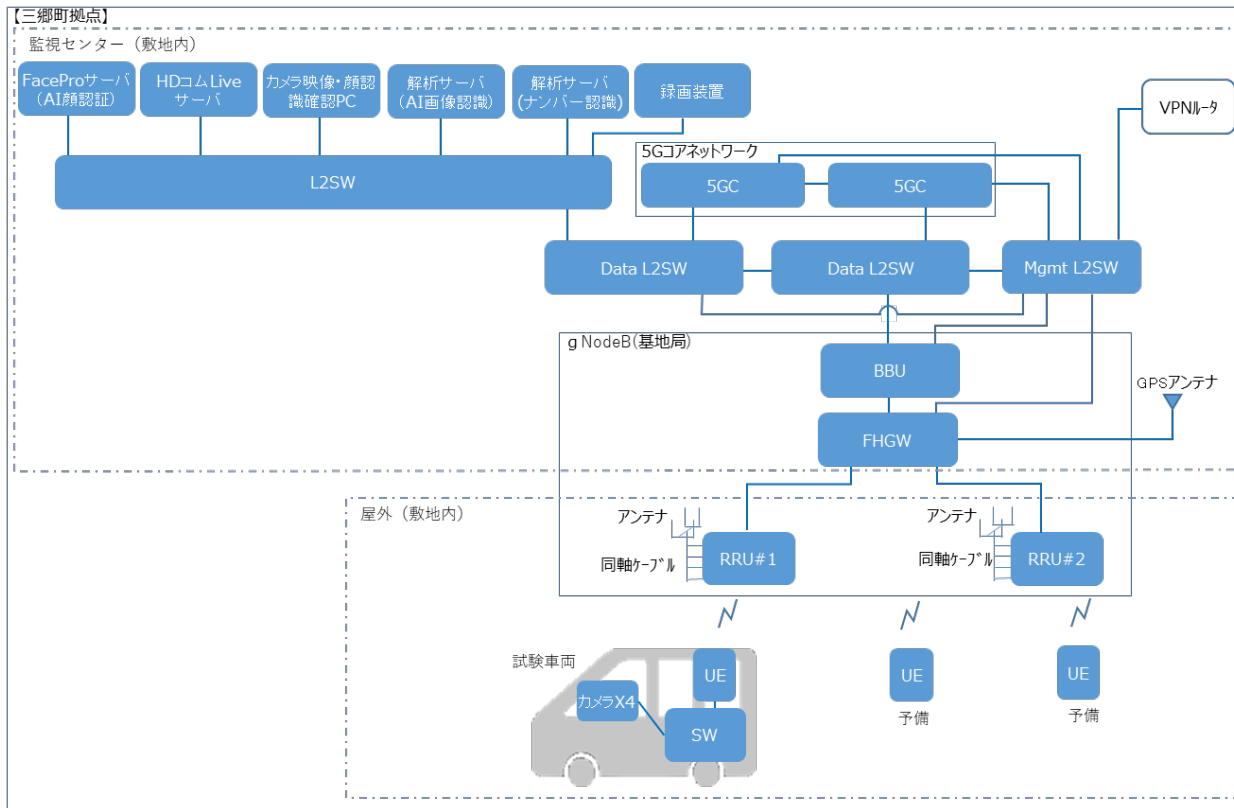 【三郷町拠点】
監視センター（敷地内）
FaceProサーバ
（AI顔認証）
HDコムLive
サーバ
カメラ映像・顔認
識確認PC
解析サーバ
（AI画像認識）
解析サーバ
(ナンバー認識)
録画装置
VPNﾙｰﾀ
5Gコアネットワーク
5GC
5GC
L2SW
Data L2SW
Data L2SW
Mgmt L2SW
g NodeB(基地局)
BBU
GPSアンテナ
FHGW
屋外（敷地内）
アンテナ
同軸ｹｰﾌﾞﾙ
RRU#1
アンテナ
同軸ｹｰﾌﾞﾙ
RRU#2
試験車両
UE
カメラX4
SW
UE
予備
UE
予備